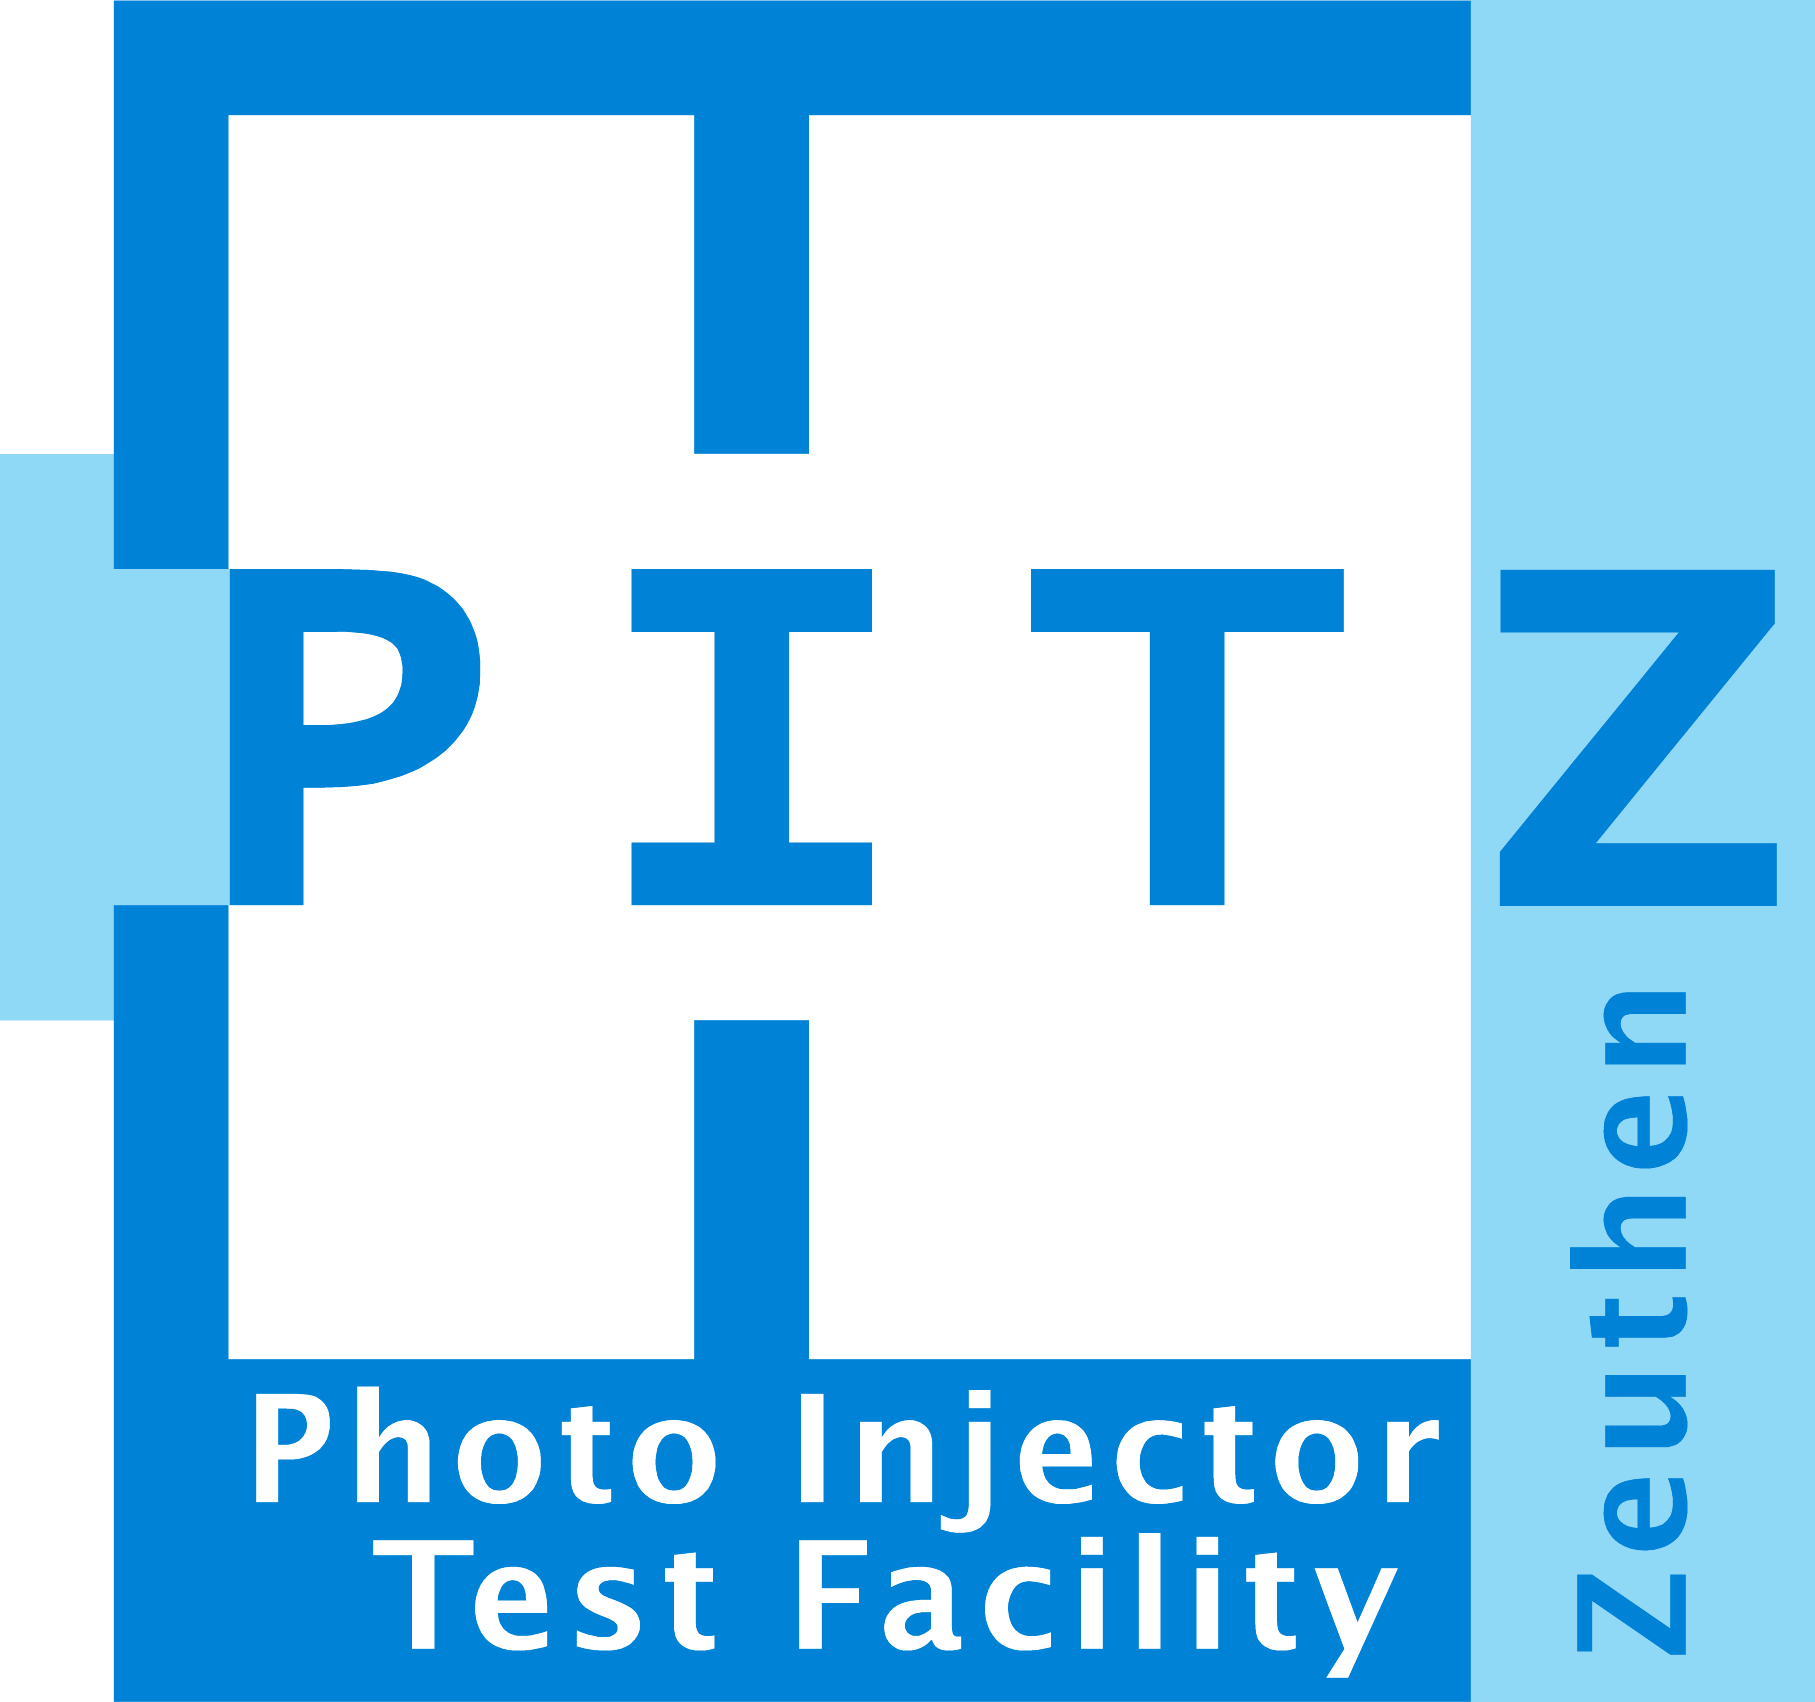 PITZ
Photo Injector
Test Facility
Zeuthen